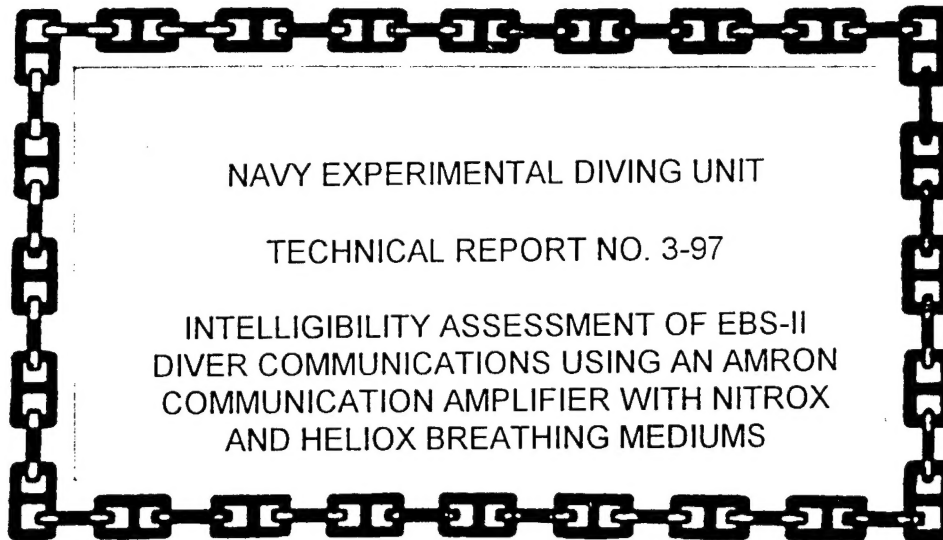 NAVY EXPERIMENTAL DIVING UNIT
TECHNICAL REPORT NO. 3-97
INTELLIGIBILITY ASSESSMENT OF EBS-II
DIVER COMMUNICATIONS USING AN AMRON
COMMUNICATION AMPLIFIER WITH NITROX
AND HELIOX BREATHING MEDIUMS